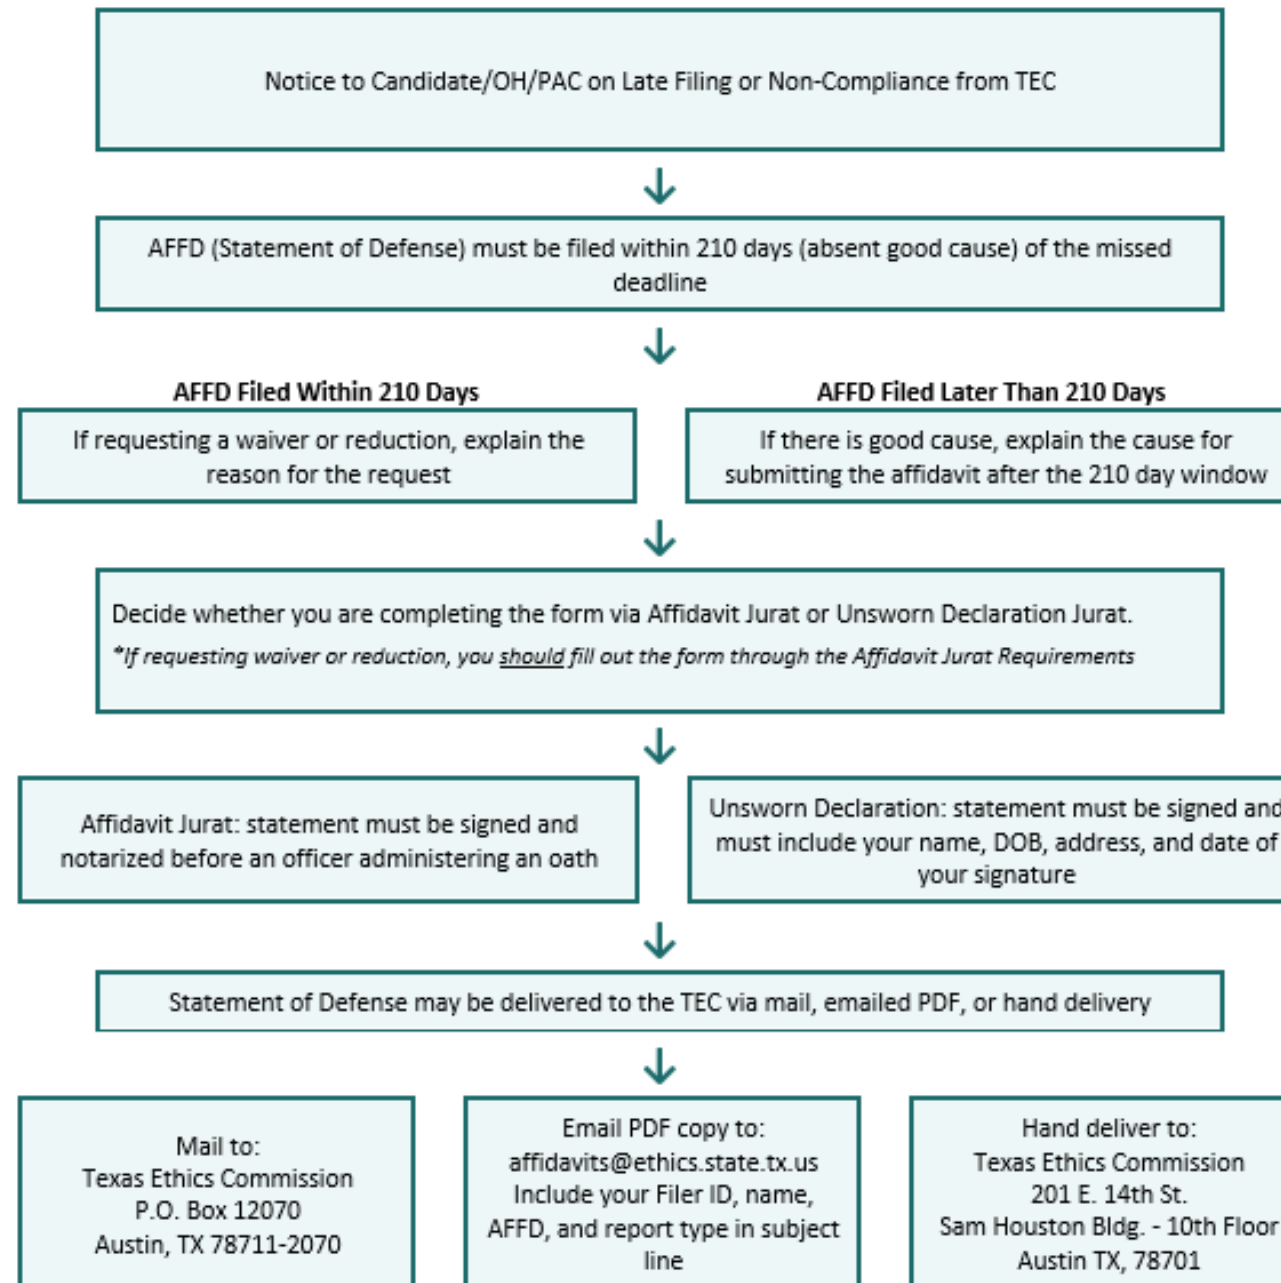 Notice to Candidate/OH/PAC on Late Filing or Non-Compliance from TEC
AFFD (Statement of Defense) must be filed within 210 days (absent good cause) of the missed
deadline
AFFD Filed Within 210 Days
If requesting a waiver or reduction, explain the
reason for the request
AFFD Filed Later Than 210 Days
If there is good cause, explain the cause for
submitting the affidavit after the 210 day window
Decide whether you are completing the form via Affidavit Jurat or Unsworn Declaration Jurat.
*If requesting waiver or reduction, you should fill out the form through the Affidavit Jurat Requirements
Affidavit Jurat: statement must be signed and
notarized before an officer administering an oath
Unsworn Declaration: statement must be signed and
must include your name, DOB, address, and date of
your signature
Statement of Defense may be delivered to the TEC via mail, emailed PDF, or hand delivery
Mail to:
Texas Ethics Commission
P.O. Box 12070
Austin, TX 78711-2070
Email PDF copy to:
affidavits@ethics.state.tx.us
Include your Filer ID, name,
AFFD, and report type in subject
line
Hand deliver to:
Texas Ethics Commission
201 E. 14th St.
Sam Houston Bldg. - 10th Floor
Austin TX, 78701